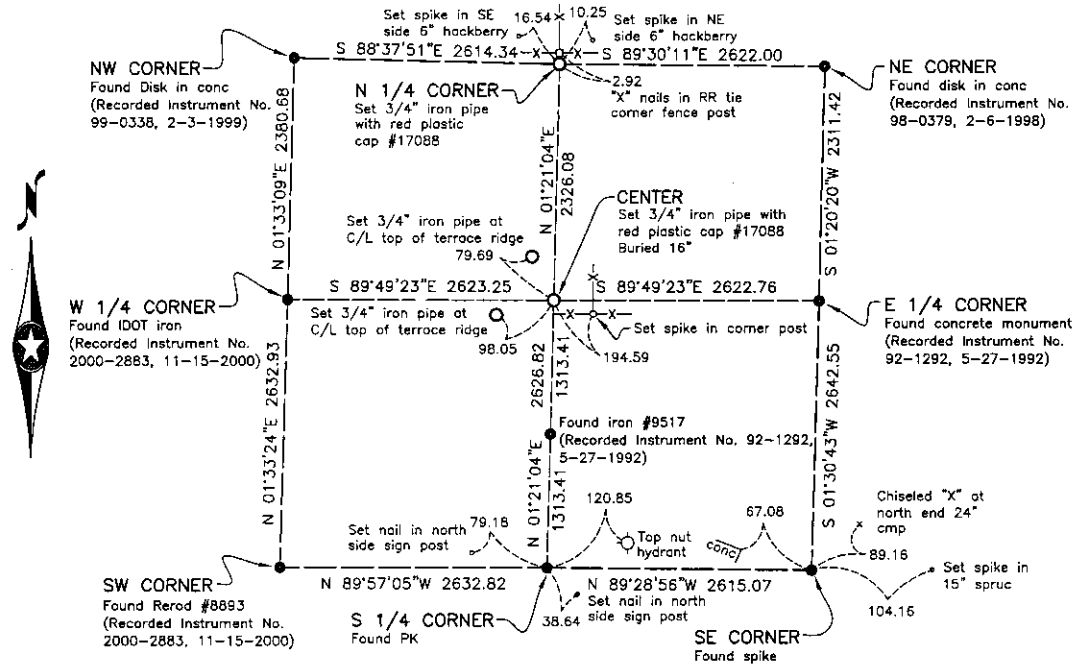 Set spike in SE
side 6" hackberry
16.54
10.25
Set spike in NE
side 6" hackberry
S 88°37'51"E 2614.34
S 89°30'11"E 2622.00
NW CORNER
Found Disk in conc
(Recorded Instrument No.
99-0338, 2-3-1999)
N 1/4 CORNER
Set 3/4" iron pipe
with red plastic
cap #17088
2.92
"X" nails in RR tie
corner fence post
NE CORNER
Found disk in conc
(Recorded Instrument No.
98-0379, 2-6-1998)
N 01°33'09"E 2380.68
N 01°21'04"E
2326.08
S 01°20'20"W 2311.42
N
CENTER
Set 3/4" iron pipe with
red plastic cap #17088
Buried 16"
Set 3/4" iron pipe at
C/L top of terrace ridge
79.69
S 89°49'23"E 2623.25
S 89°49'23"E 2622.76
W 1/4 CORNER
Found IDOT iron
(Recorded Instrument No.
2000-2883, 11-15-2000)
Set 3/4" iron pipe at
C/L top of terrace ridge
98.05
Set spike in corner post
194.59
E 1/4 CORNER
Found concrete monument
(Recorded Instrument No.
92-1292, 5-27-1992)
N 01°33'24"E 2632.93
2626.82
1313.41
S 01°30'43"W 2642.55
Found iron #9517
(Recorded Instrument No. 92-1292,
5-27-1992)
N 01°21'04"E
1313.41
Set nail in north
side sign post
79.18
120.85
Top nut
hydrant
conc
67.08
Chiseled "X" at
north end 24"
cmp
89.16
Set spike in
15" spruc
104.16
SW CORNER
Found Rerod #8893
(Recorded Instrument No.
2000-2883, 11-15-2000)
N 89°57'05"W 2632.82
N 89°28'56"W 2615.07
S 1/4 CORNER
Found PK
38.64
Set nail in north
side sign post
SE CORNER
Found spike